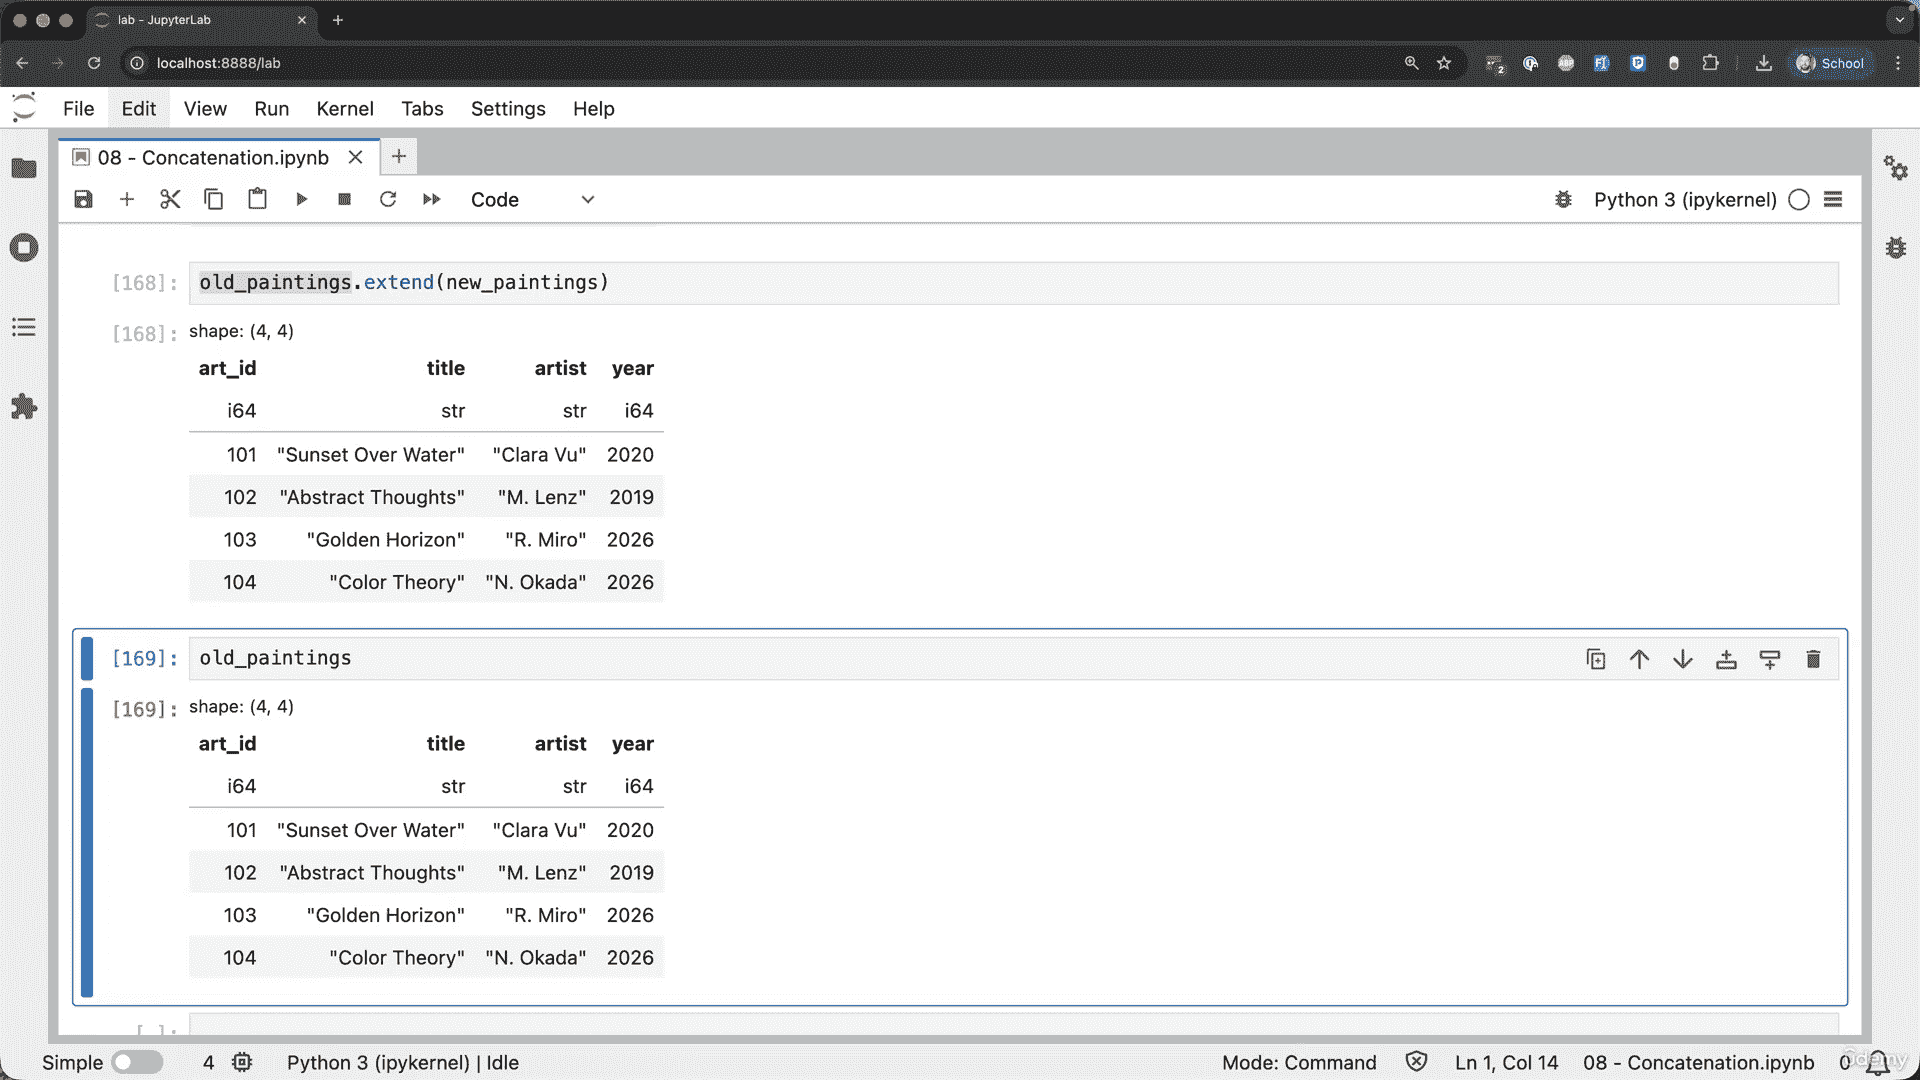 lab - JupyterLab
localhost:8888/lab
2
ABP
School
File Edit View Run Kernel Tabs Settings Help
08 - Concatenation.ipynb
Code
Python 3 (ipykernel)
[168]: old_paintings.extend(new_paintings)
[168]: shape: (4, 4)
art_id title artist year
i64 str str i64
101 "Sunset Over Water" "Clara Vu" 2020
102 "Abstract Thoughts" "M. Lenz" 2019
103 "Golden Horizon" "R. Miro" 2026
104 "Color Theory" "N. Okada" 2026
[169]: old_paintings
[169]: shape: (4, 4)
art_id title artist year
i64 str str i64
101 "Sunset Over Water" "Clara Vu" 2020
102 "Abstract Thoughts" "M. Lenz" 2019
103 "Golden Horizon" "R. Miro" 2026
104 "Color Theory" "N. Okada" 2026
[ ]:
Simple 4 Python 3 (ipykernel) | Idle Mode: Command Ln 1, Col 14 08 - Concatenation.ipynb 0
udemy